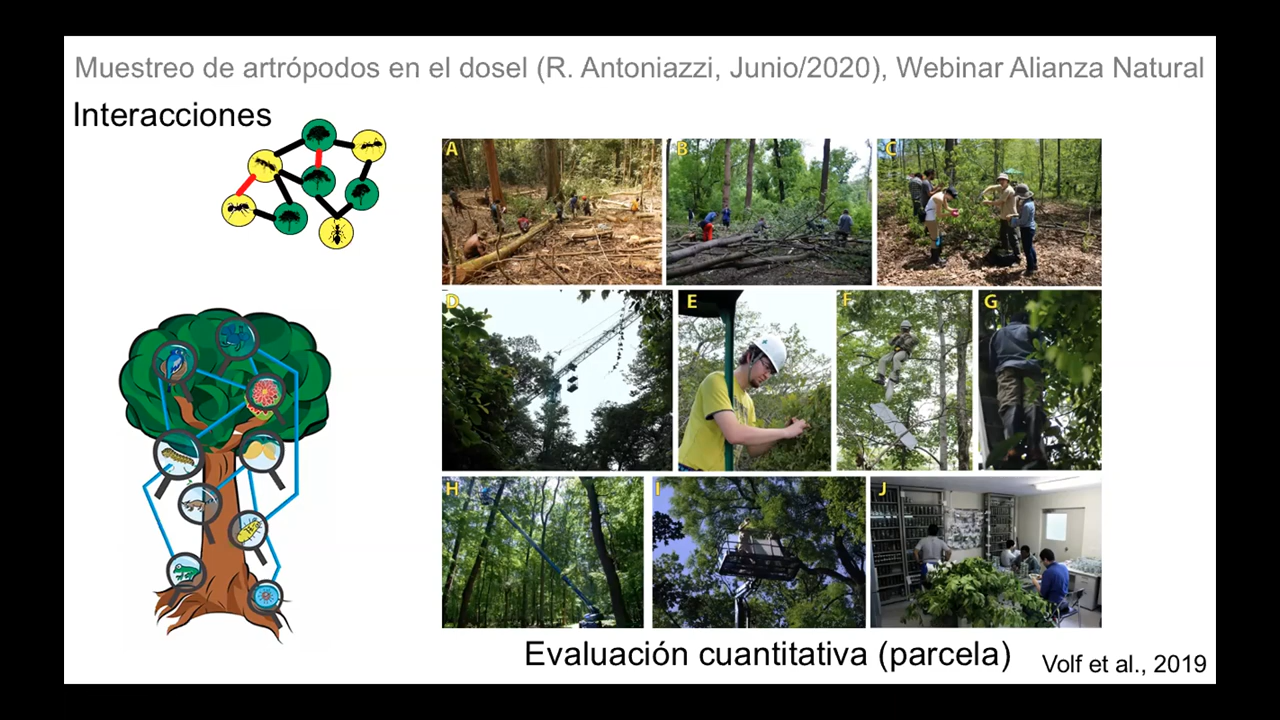 Muestreo de artrópodos en el dosel (R. Antoniazzi, Junio/2020), Webinar Alianza Natural
Interacciones
A
B
C
D
E
F
G
H
I
J
Evaluación cuantitativa (parcela)
Volf et al., 2019